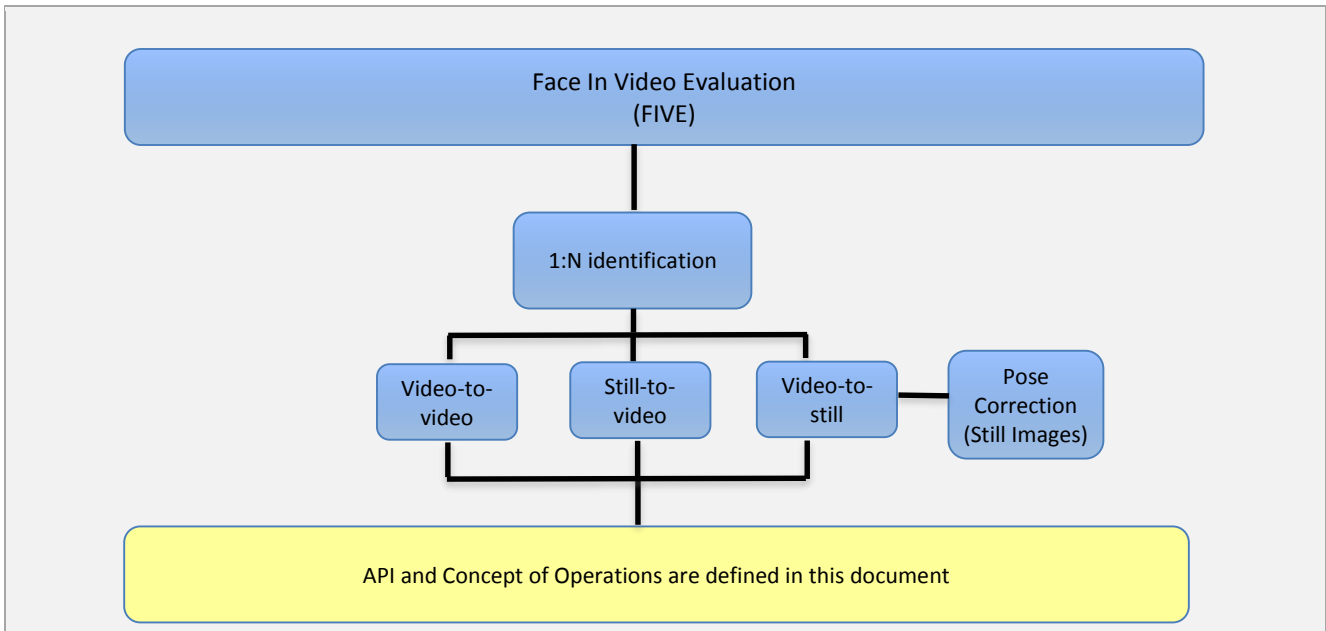 Face In Video Evaluation
(FIVE)
1:N identification
Video-to-
video
Still-to-
video
Video-to-
still
Pose
Correction
(Still Images)
API and Concept of Operations are defined in this document